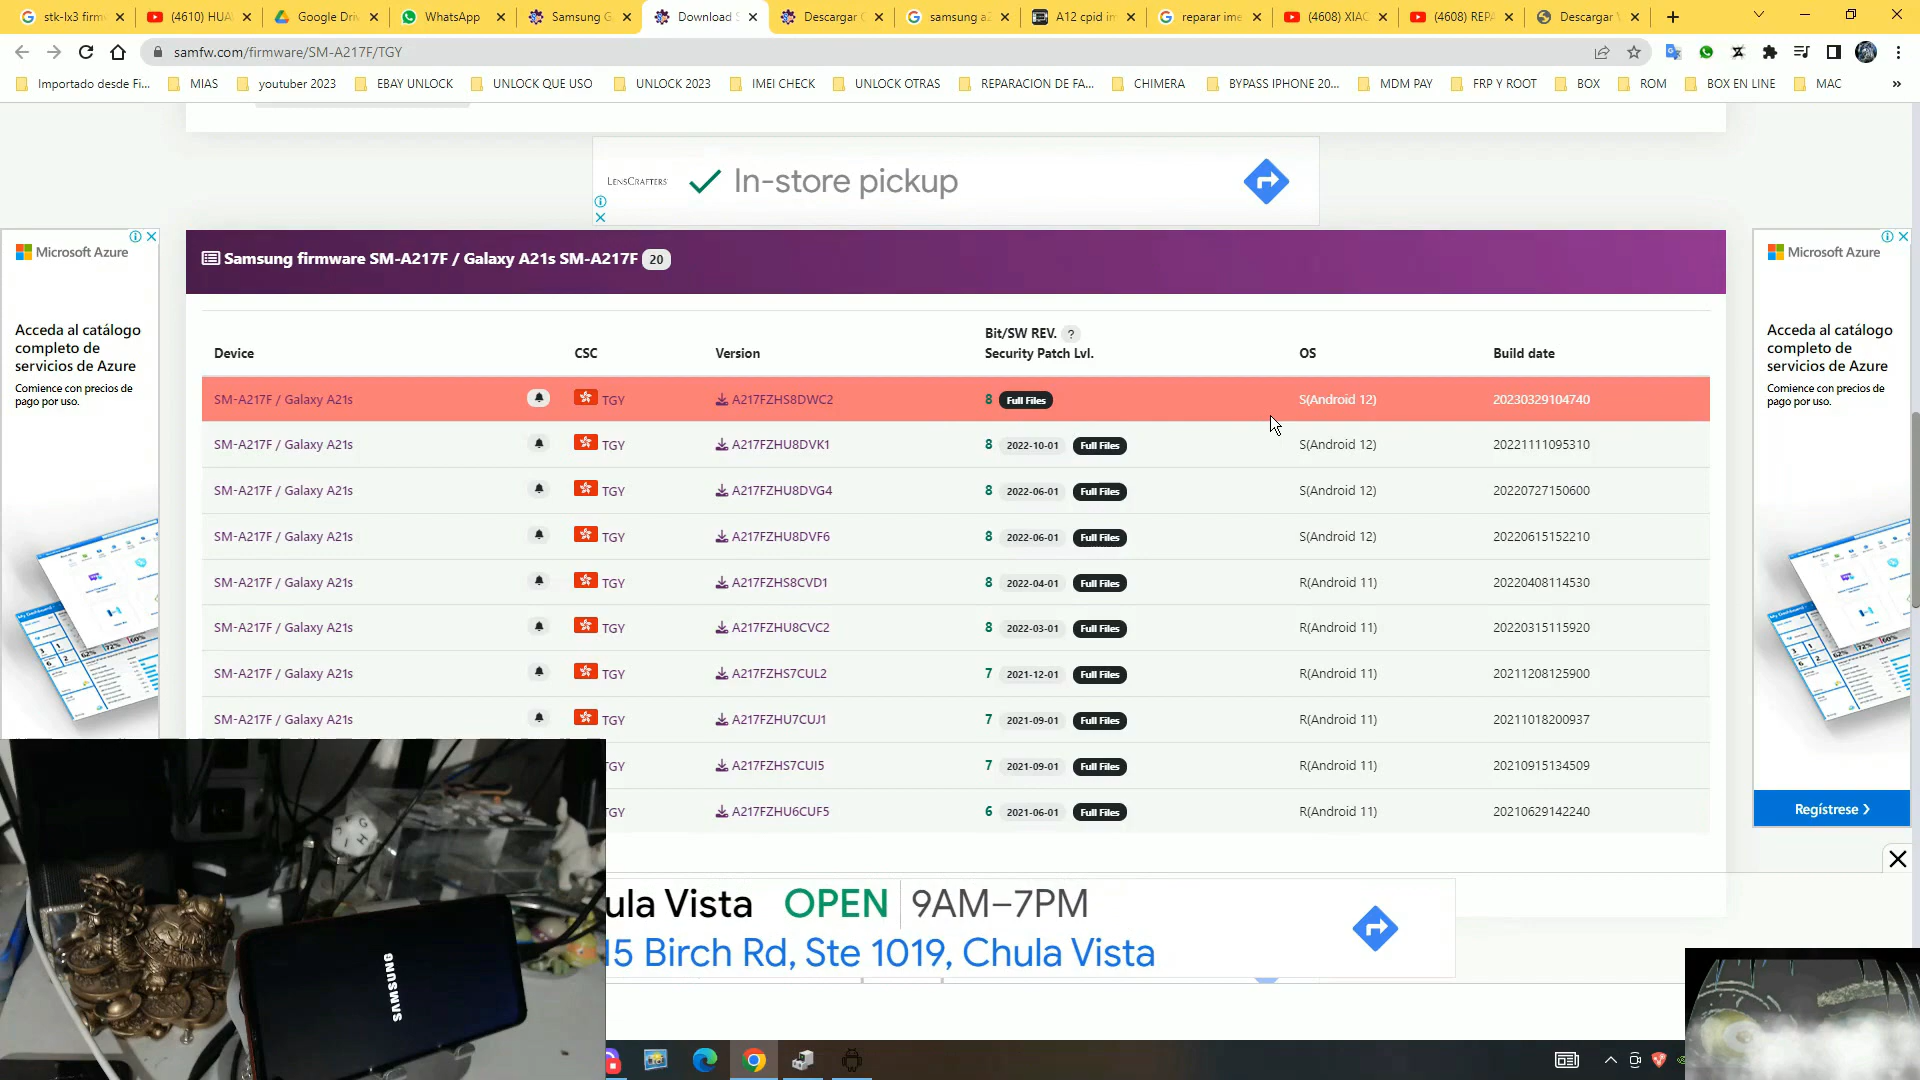 stk-lx3 firm
(4610) HUA
Google Dri
WhatsApp
Samsung G
Download S
Descargar
samsung a
A12 cpid im
reparar ime
(4608) XIAC
(4608) REPA
Descargar
samfw.com/firmware/SM-A217F/TGY
Importado desde Fi...
MIAS
youtuber 2023
EBAY UNLOCK
UNLOCK QUE USO
UNLOCK 2023
IMEI CHECK
UNLOCK OTRAS
REPARACION DE FA...
CHIMERA
BYPASS IPHONE 20...
MDM PAY
FRP Y ROOT
BOX
ROM
BOX EN LINE
MAC
»
LENSCRAFTERS
In-store pickup
Microsoft Azure
Acceda al catálogo
completo de
servicios de Azure
Comience con precios de
pago por uso.
Samsung firmware SM-A217F / Galaxy A21s SM-A217F 20
Device CSC Version Bit/SW REV. ?
Security Patch Lvl. OS Build date
SM-A217F / Galaxy A21s TGY A217FZHS8DWC2 8 Full Files S(Android 12) 20230329104740
SM-A217F / Galaxy A21s TGY A217FZHU8DVK1 8 2022-10-01 Full Files S(Android 12) 20221111095310
SM-A217F / Galaxy A21s TGY A217FZHU8DVG4 8 2022-06-01 Full Files S(Android 12) 20220727150600
SM-A217F / Galaxy A21s TGY A217FZHU8DVF6 8 2022-06-01 Full Files S(Android 12) 20220615152210
SM-A217F / Galaxy A21s TGY A217FZHS8CVD1 8 2022-04-01 Full Files R(Android 11) 20220408114530
SM-A217F / Galaxy A21s TGY A217FZHU8CVC2 8 2022-03-01 Full Files R(Android 11) 20220315115920
SM-A217F / Galaxy A21s TGY A217FZHS7CUL2 7 2021-12-01 Full Files R(Android 11) 20211208125900
SM-A217F / Galaxy A21s TGY A217FZHU7CUJ1 7 2021-09-01 Full Files R(Android 11) 20211018200937
TGY A217FZHS7CUI5 7 2021-09-01 Full Files R(Android 11) 20210915134509
TGY A217FZHU6CUF5 6 2021-06-01 Full Files R(Android 11) 20210629142240
Microsoft Azure
Acceda al catálogo
completo de
servicios de Azure
Comience con precios de
pago por uso.
Regístrese
ula Vista OPEN 9AM–7PM
15 Birch Rd, Ste 1019, Chula Vista
SAMSUNG